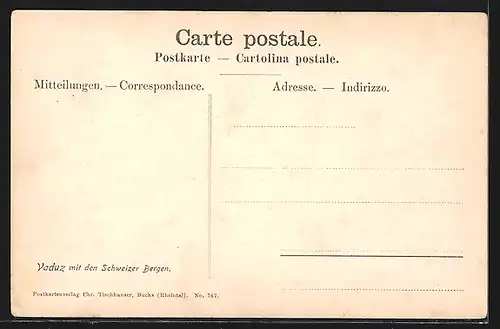 Carte postale.
Postkarte — Cartolina postale.
Mitteilungen. — Correspondance.
Adresse. — Indirizzo.
Vaduz mit den Schweizer Bergen.
Postkartenverlag Chr. Tischhauser, Buchs (Rheintal). No. 767.